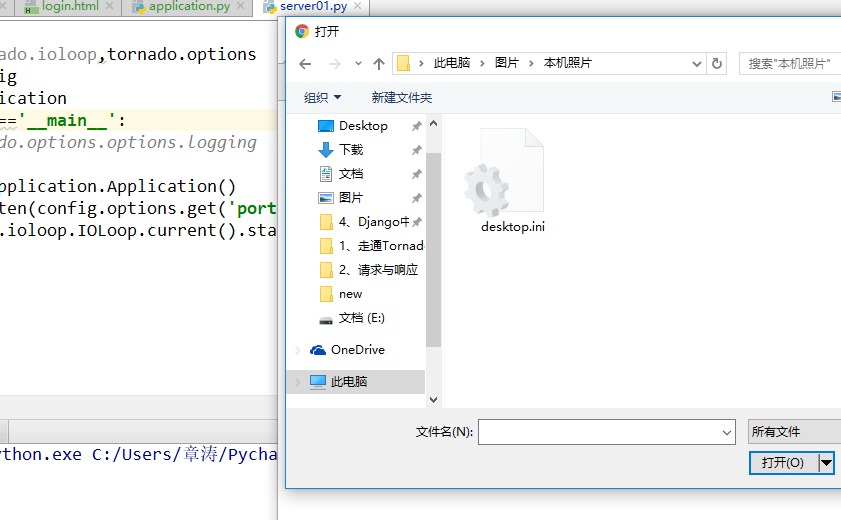 login.html
application.py
server01.py
ado.ioloop,tornado.options
ig
ication
=='__main__':
do.options.options.logging
pplication.Application()
ten(config.options.get('port
.ioloop.IOLoop.current().sta
ython.exe C:/Users/章涛/Pycha
打开
此电脑 › 图片 › 本机照片
搜索"本机照片"
组织
新建文件夹
Desktop
下载
文档
图片
4、Django中
1、走通Tornad
2、请求与响应
new
文档 (E:)
OneDrive
此电脑
desktop.ini
文件名(N):
所有文件
打开(O)